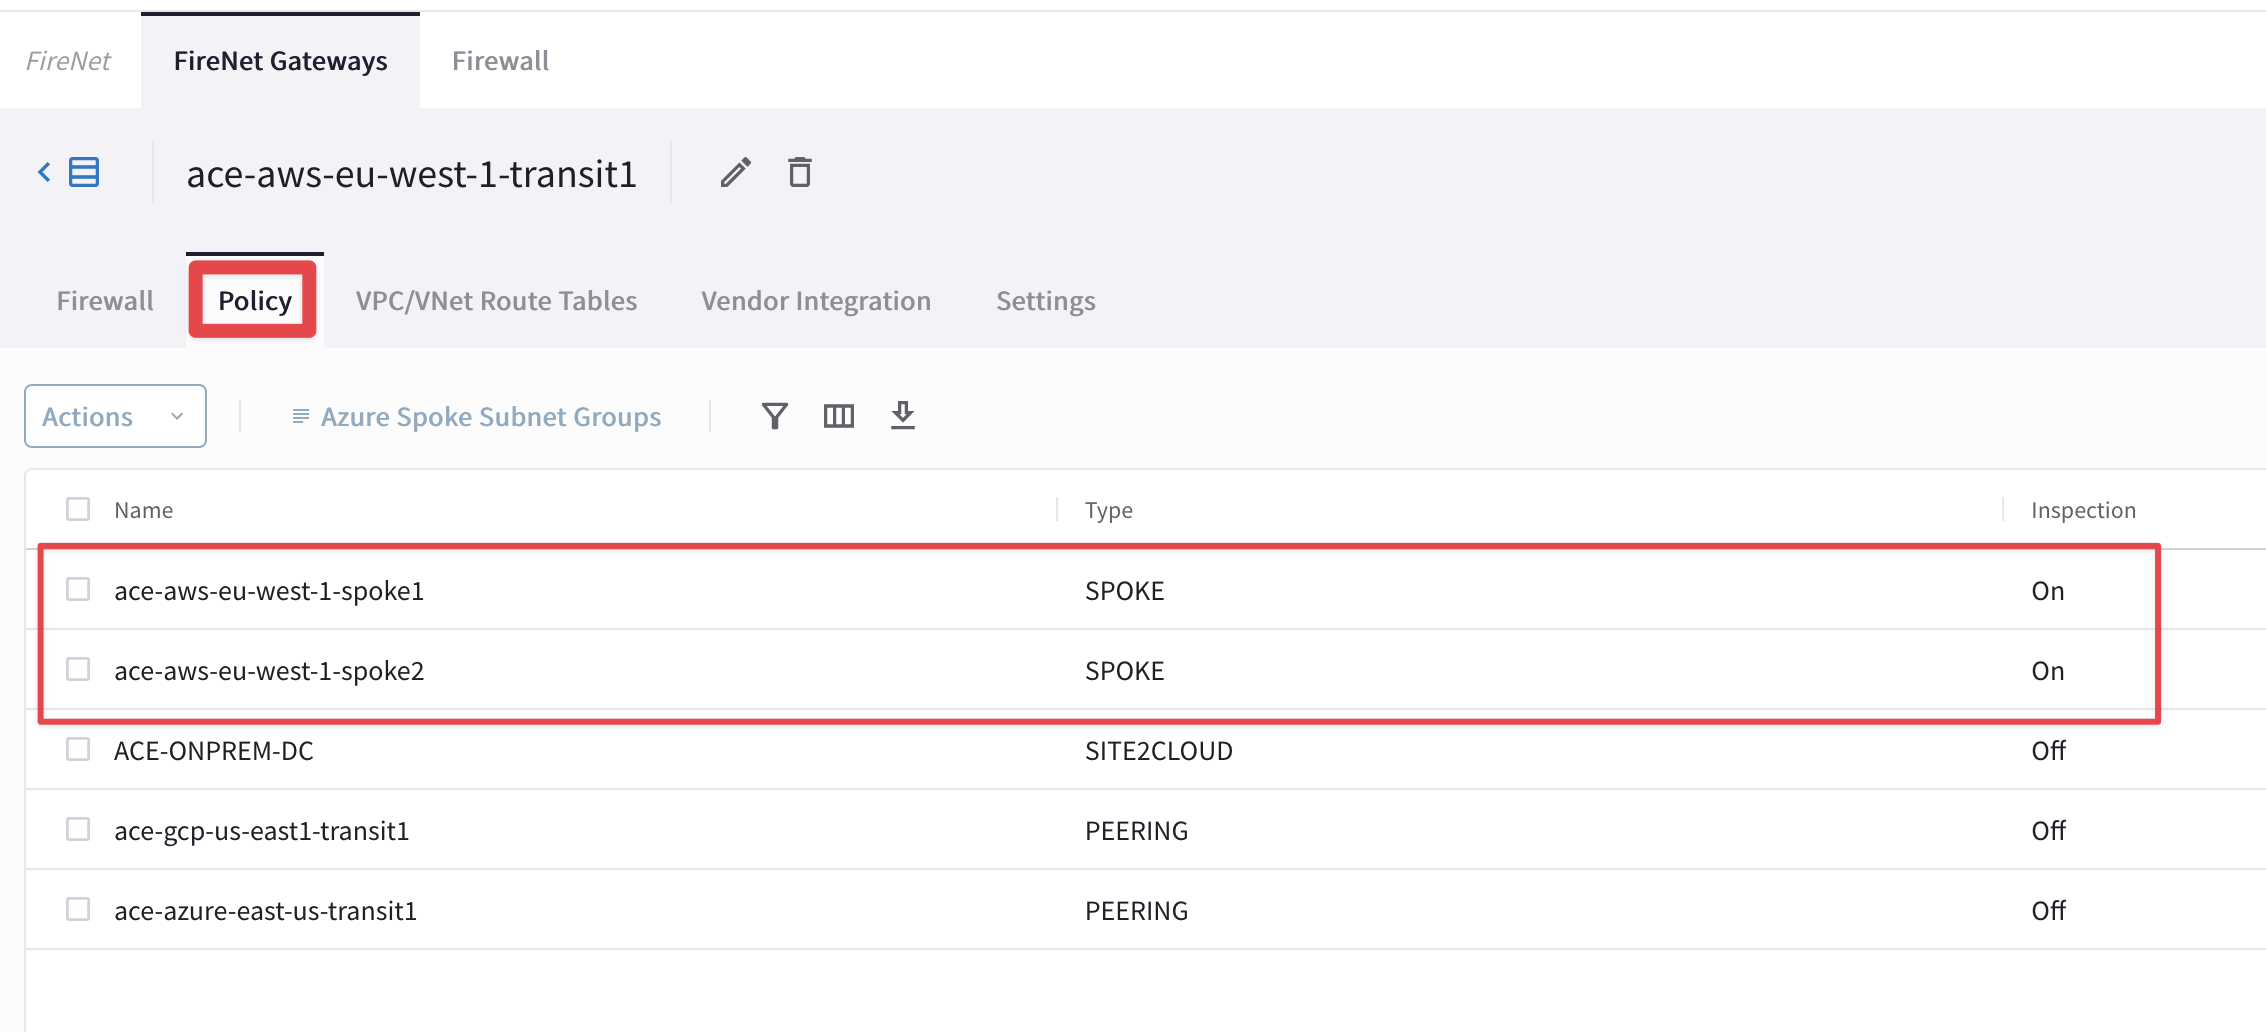 FireNet FireNet Gateways Firewall
ace-aws-eu-west-1-transit1
Firewall Policy VPC/VNet Route Tables Vendor Integration Settings
Actions Azure Spoke Subnet Groups
Name Type Inspection
ace-aws-eu-west-1-spoke1 SPOKE On
ace-aws-eu-west-1-spoke2 SPOKE On
ACE-ONPREM-DC SITE2CLOUD Off
ace-gcp-us-east1-transit1 PEERING Off
ace-azure-east-us-transit1 PEERING Off